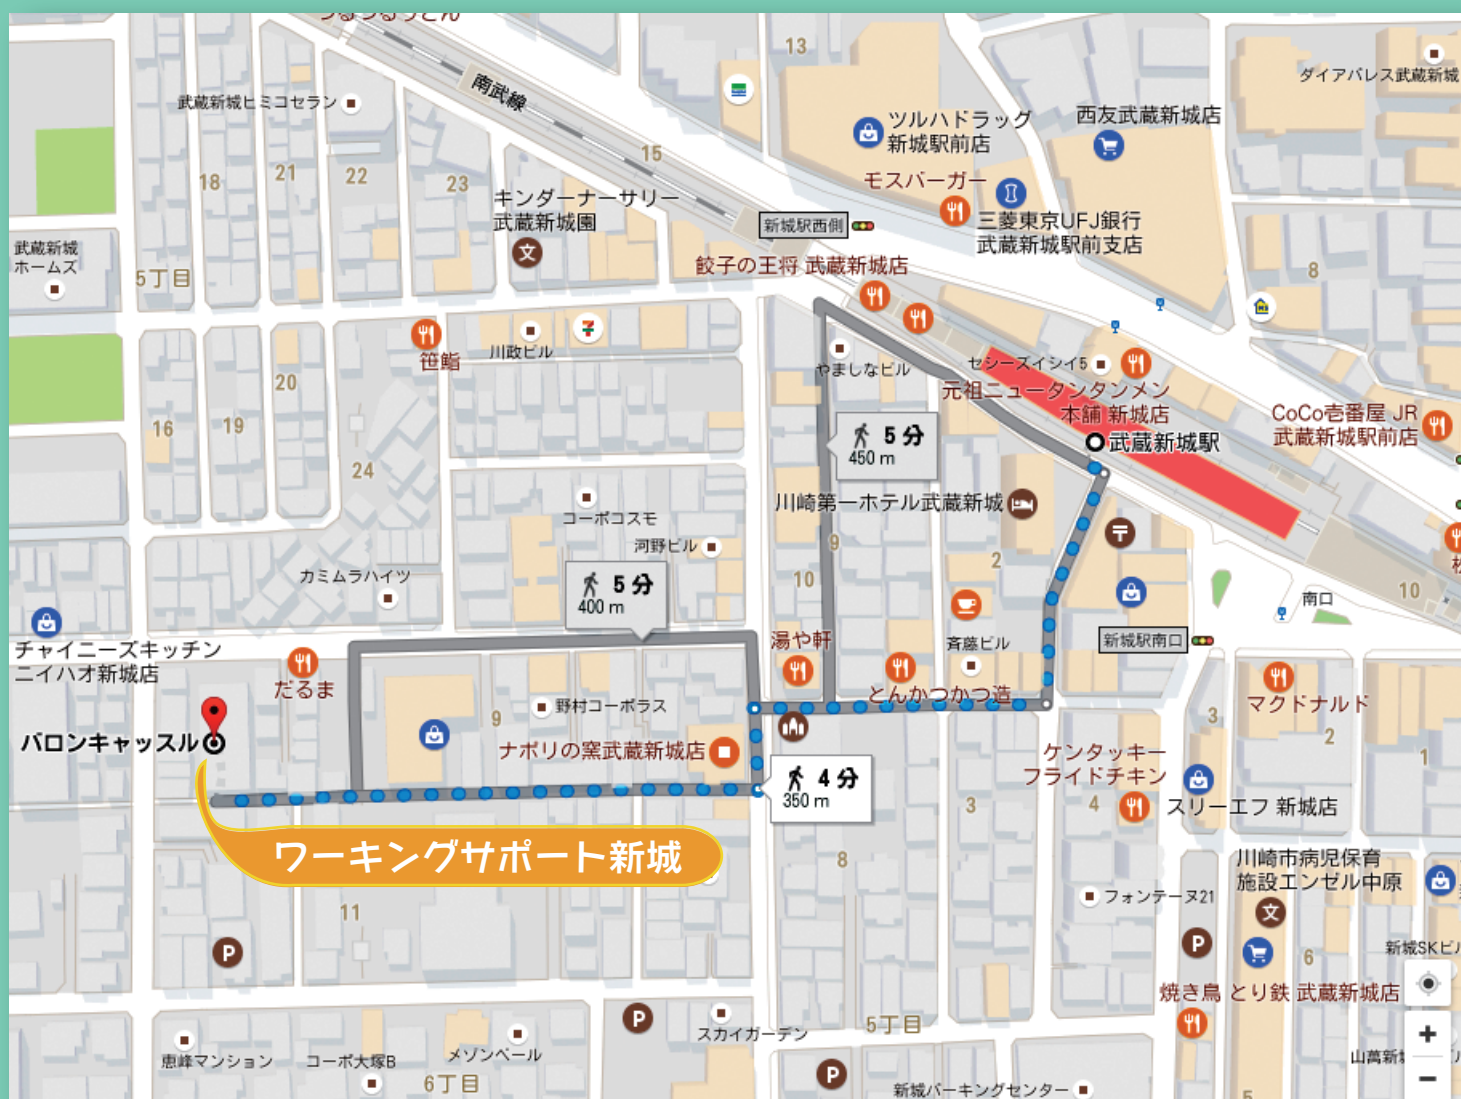 つるつるうどん
13
ダイアパレス武蔵新城
南武線
武蔵新城ヒミコセラン
ツルハドラッグ
新城駅前店
西友武蔵新城店
15
18
21
22
23
モスバーガー
キンダーナーサリー
武蔵新城園
三菱東京UFJ銀行
武蔵新城駅前支店
新城駅西側
武蔵新城
ホームズ
5丁目
餃子の王将 武蔵新城店
8
笹鮨
川政ビル
やましなビル
セシーズイシイ5
元祖ニュータンタンメン
本舗 新城店
20
16
19
24
CoCo壱番屋 JR
武蔵新城駅前店
武蔵新城駅
5 分
450 m
川崎第一ホテル武蔵新城
コーポコスモ
河野ビル
9
2
10
カミムラハイツ
5 分
400 m
10
南口
チャイニーズキッチン
ニイハオ新城店
湯や軒
斉藤ビル
新城駅南口
だるま
とんかつかつ造
マクドナルド
野村コーポラス
9
3
2
1
バロンキャッスル
ナポリの窯武蔵新城店
ケンタッキー
フライドチキン
4 分
350 m
3
4
スリーエフ 新城店
ワーキングサポート新城
8
川崎市病児保育
施設エンゼル中原
フォンテーヌ21
11
P
P
新城SKビル
6
焼き鳥 とり鉄 武蔵新城店
P
スカイガーデン
5丁目
恵峰マンション
コーポ大塚B
メゾンベール
6丁目
P
新城パーキングセンター
山萬新
5